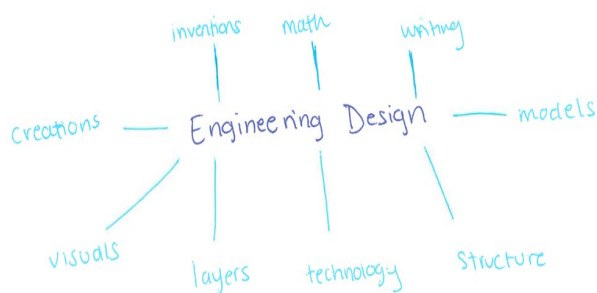 inventions math writing
creations Engineering Design models
visuals layers technology Structure